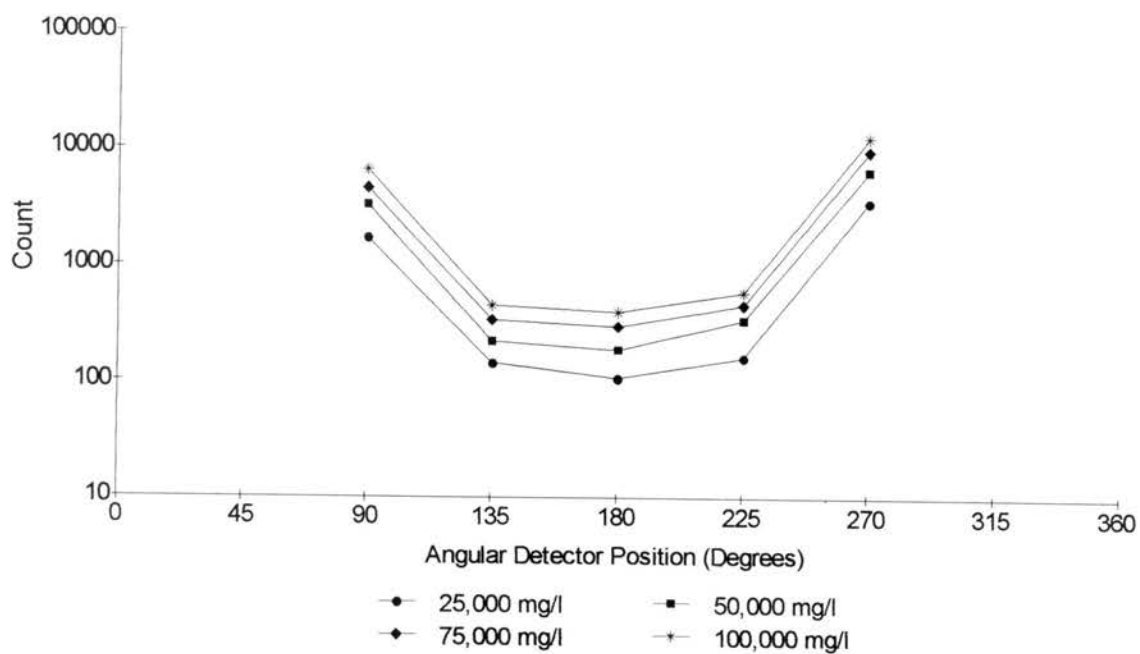 100000
10000
1000
100
10
Count
0 45 90 135 180 225 270 315 360
Angular Detector Position (Degrees)
25,000 mg/l 50,000 mg/l
75,000 mg/l 100,000 mg/l